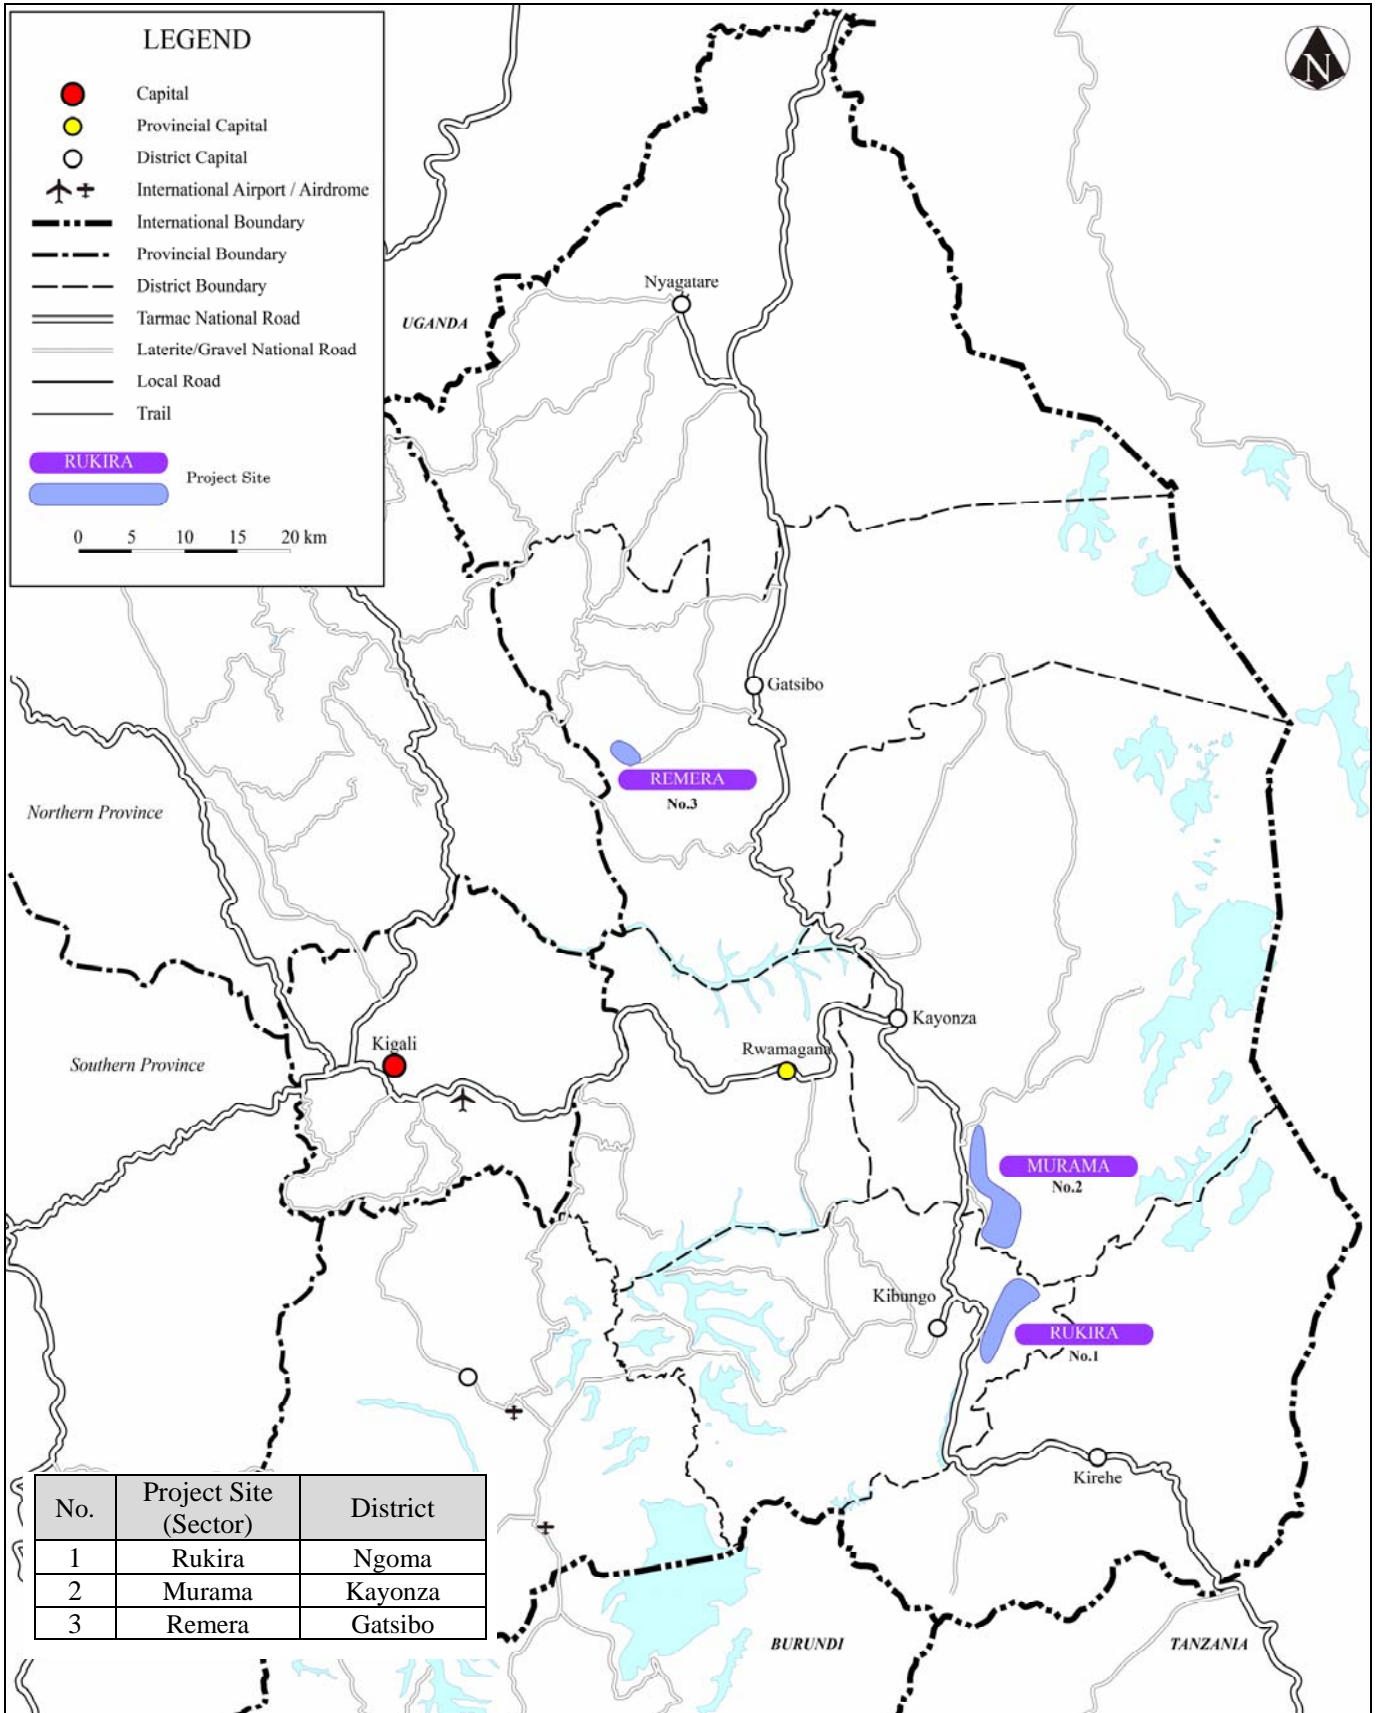 LEGEND
Capital
Provincial Capital
District Capital
International Airport / Airdrome
International Boundary
Provincial Boundary
District Boundary
Tarmac National Road
Laterite/Gravel National Road
Local Road
Trail
RUKIRA
Project Site
0 5 10 15 20 km
N
Nyagatare
UGANDA
Gatsibo
REMERA
No.3
Northern Province
Kayonza
Kigali
Rwamagana
Southern Province
MURAMA
No.2
Kibungo
RUKIRA
No.1
Kirehe
No. Project Site (Sector) District
1 Rukira Ngoma
2 Murama Kayonza
3 Remera Gatsibo
BURUNDI
TANZANIA